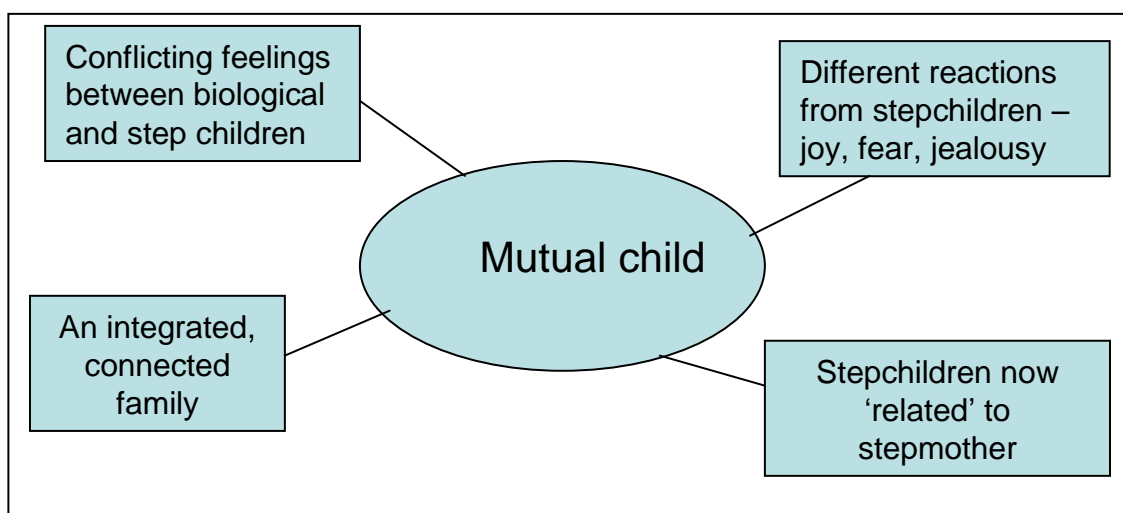 Conflicting feelings
between biological
and step children
Different reactions
from stepchildren –
joy, fear, jealousy
Mutual child
An integrated,
connected
family
Stepchildren now
‘related’ to
stepmother